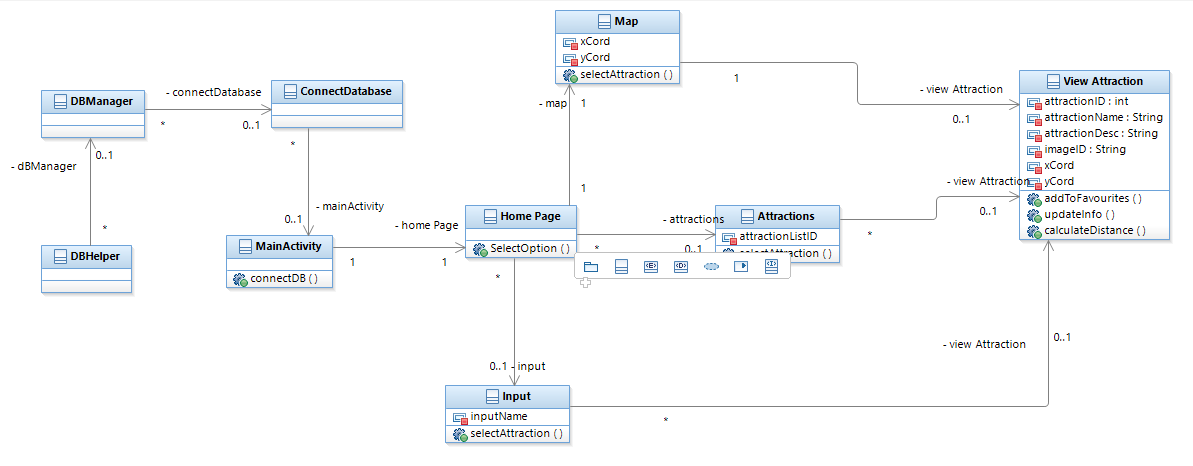 Map
xCord
yCord
selectAttraction ( )
1
- map
1
1
- view Attraction
0..1
View Attraction
attractionID : int
attractionName : String
attractionDesc : String
imageID : String
xCord
yCord
addToFavourites ( )
updateInfo ( )
calculateDistance ( )
DBManager
- connectDatabase
*
0..1
ConnectDatabase
0..1
- dBManager
*
DBHelper
*
- mainActivity
0..1
MainActivity
connectDB ( )
- home Page
1
1
Home Page
SelectOption ( )
- attractions
*
0..1
Attractions
attractionListID
selectAttraction ( )
- view Attraction
*
0..1
<E>
<D>
<I>
*
0..1 - input
Input
inputName
selectAttraction ( )
*
- view Attraction
0..1